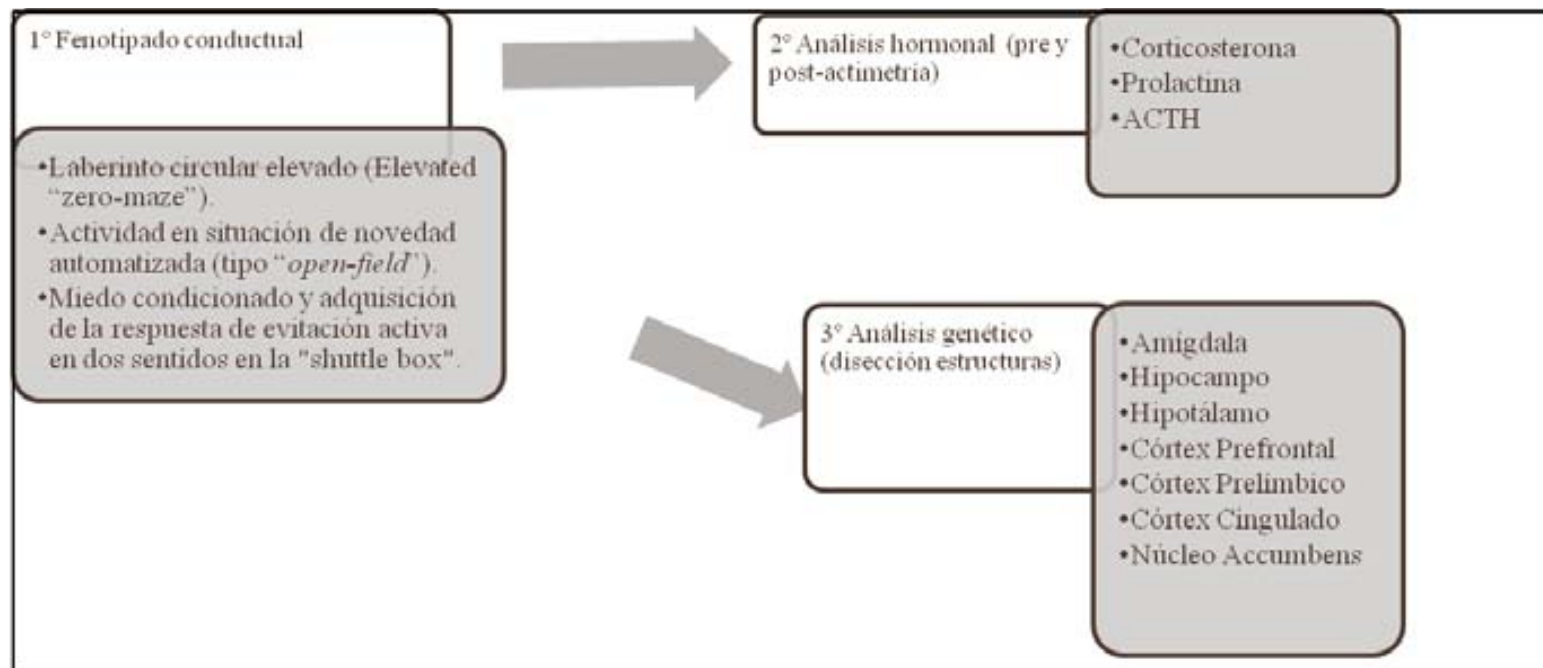 1° Fenotipado conductual
•Laberinto circular elevado (Elevated
“zero-maze”).
•Actividad en situación de novedad
automatizada (tipo “open-field”).
•Miedo condicionado y adquisición
de la respuesta de evitación activa
en dos sentidos en la "shuttle box".
2° Análisis hormonal (pre y
post-actimetría)
•Corticosterona
•Prolactina
•ACTH
3° Análisis genético
(disección estructuras)
•Amígdala
•Hipocampo
•Hipotálamo
•Córtex Prefrontal
•Córtex Prelímbico
•Córtex Cingulado
•Núcleo Accumbens